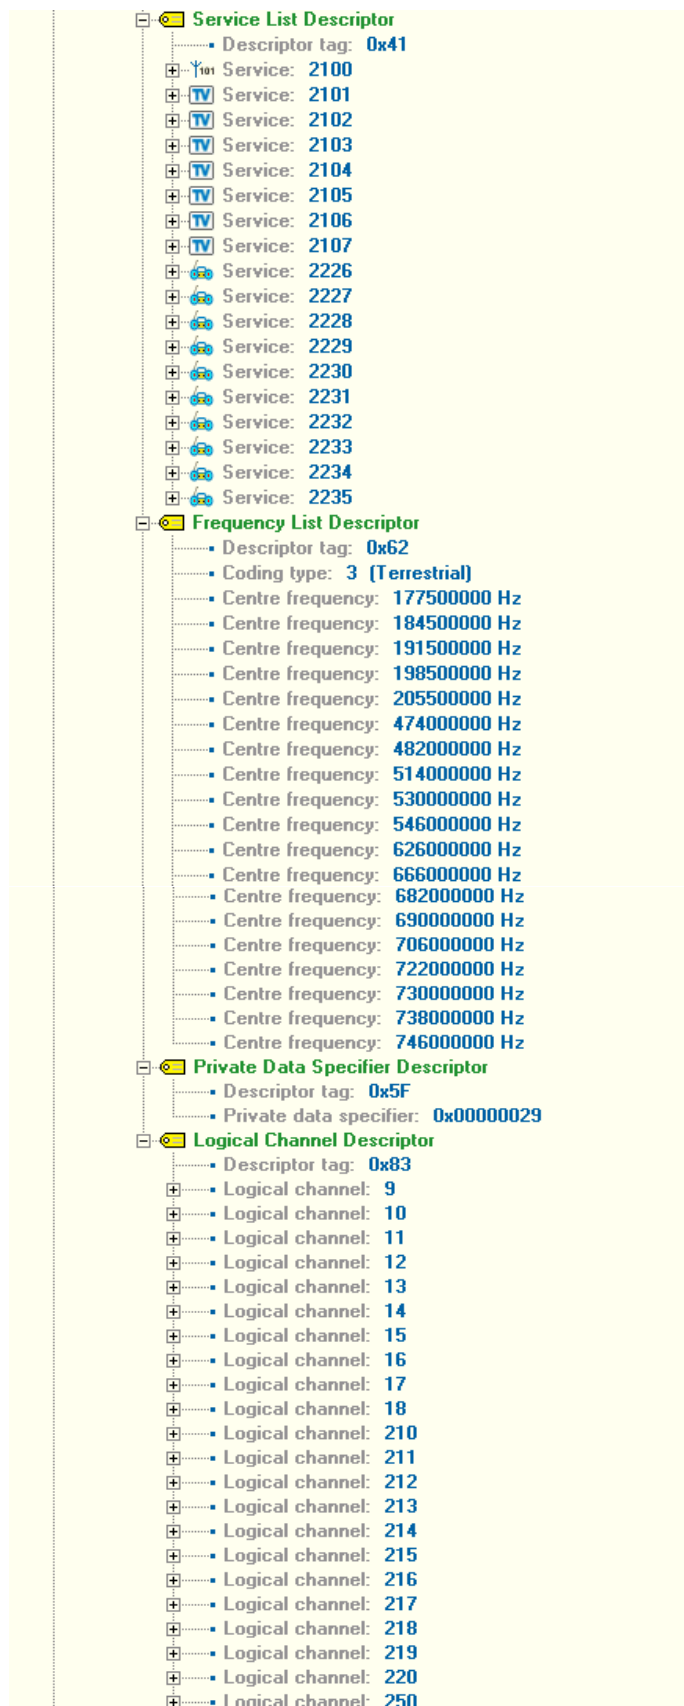 Service List Descriptor
Descriptor tag: 0x41
Service: 2100
TV Service: 2101
TV Service: 2102
TV Service: 2103
TV Service: 2104
TV Service: 2105
TV Service: 2106
TV Service: 2107
Service: 2226
Service: 2227
Service: 2228
Service: 2229
Service: 2230
Service: 2231
Service: 2232
Service: 2233
Service: 2234
Service: 2235
Frequency List Descriptor
Descriptor tag: 0x62
Coding type: 3 (Terrestrial)
Centre frequency: 177500000 Hz
Centre frequency: 184500000 Hz
Centre frequency: 191500000 Hz
Centre frequency: 198500000 Hz
Centre frequency: 205500000 Hz
Centre frequency: 474000000 Hz
Centre frequency: 482000000 Hz
Centre frequency: 514000000 Hz
Centre frequency: 530000000 Hz
Centre frequency: 546000000 Hz
Centre frequency: 626000000 Hz
Centre frequency: 666000000 Hz
Centre frequency: 682000000 Hz
Centre frequency: 690000000 Hz
Centre frequency: 706000000 Hz
Centre frequency: 722000000 Hz
Centre frequency: 730000000 Hz
Centre frequency: 738000000 Hz
Centre frequency: 746000000 Hz
Private Data Specifier Descriptor
Descriptor tag: 0x5F
Private data specifier: 0x00000029
Logical Channel Descriptor
Descriptor tag: 0x83
Logical channel: 9
Logical channel: 10
Logical channel: 11
Logical channel: 12
Logical channel: 13
Logical channel: 14
Logical channel: 15
Logical channel: 16
Logical channel: 17
Logical channel: 18
Logical channel: 210
Logical channel: 211
Logical channel: 212
Logical channel: 213
Logical channel: 214
Logical channel: 215
Logical channel: 216
Logical channel: 217
Logical channel: 218
Logical channel: 219
Logical channel: 220
Logical channel: 250